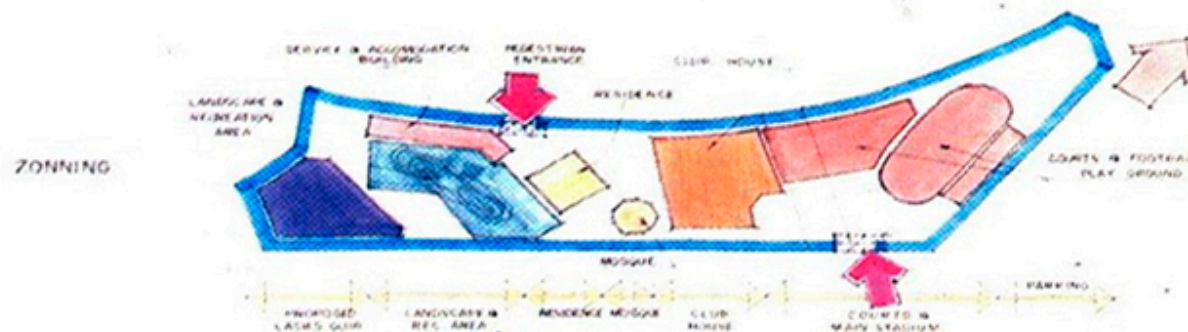 SERVICE & ACCOMODATION
BUILDING
PEDESTRIAN
ENTRANCE
CLUB HOUSE
LANDSCAPE &
RECREATION
AREA
RESIDENCE
ZONNING
COURTS &
PLAY GROUND
MOSQUE
PARKING
PROPOSED
LANDSCAPE &
REC. AREA
RESIDENCE MOSQUE
CLUB
HOUSE
COURTS &
MAIN STADIUM